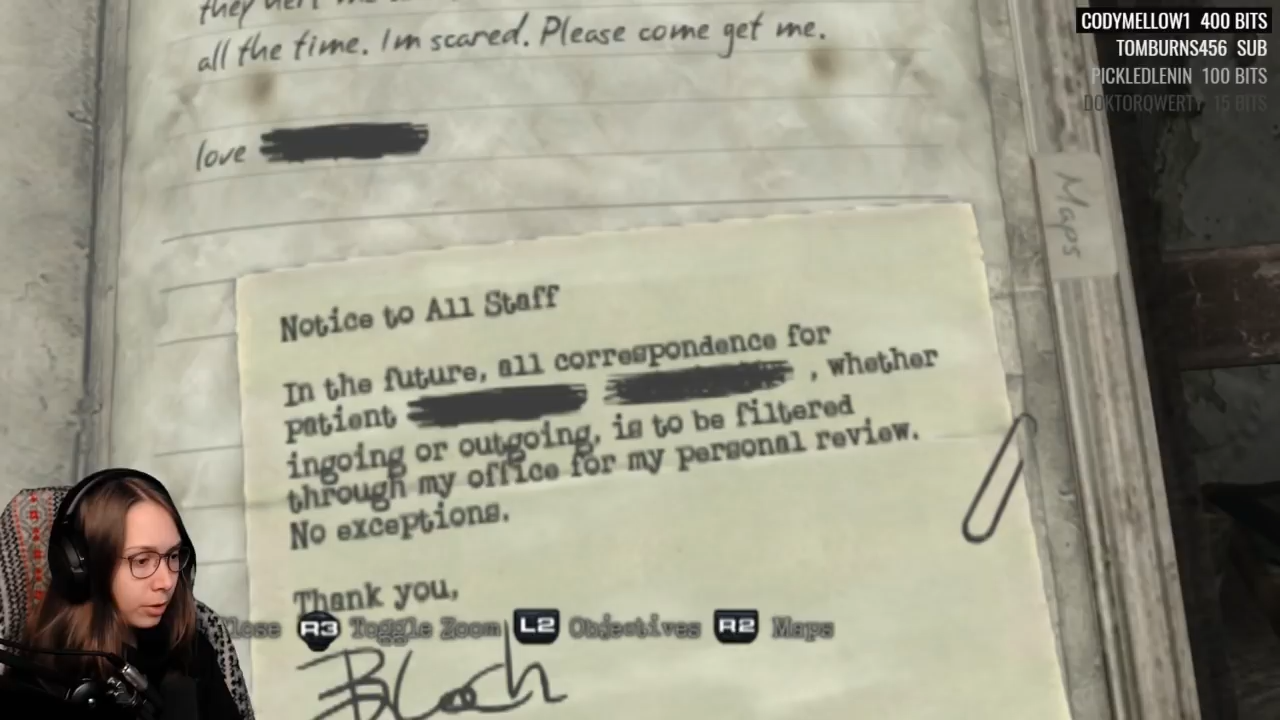 all the time. Im scared. Please come get me.
love
Notice to All Staff
In the future, all correspondence for
patient , whether
ingoing or outgoing, is to be filtered
through my office for my personal review.
No exceptions.
Thank you,
Bloch
Maps
R3 Toggle Zoom L2 Objectives R2 Maps
CODYMELLOW1 400 BITS
TOMBURNS456 SUB
PICKLEDLENIN 100 BITS
DOKTORQWERTY 15 BITS